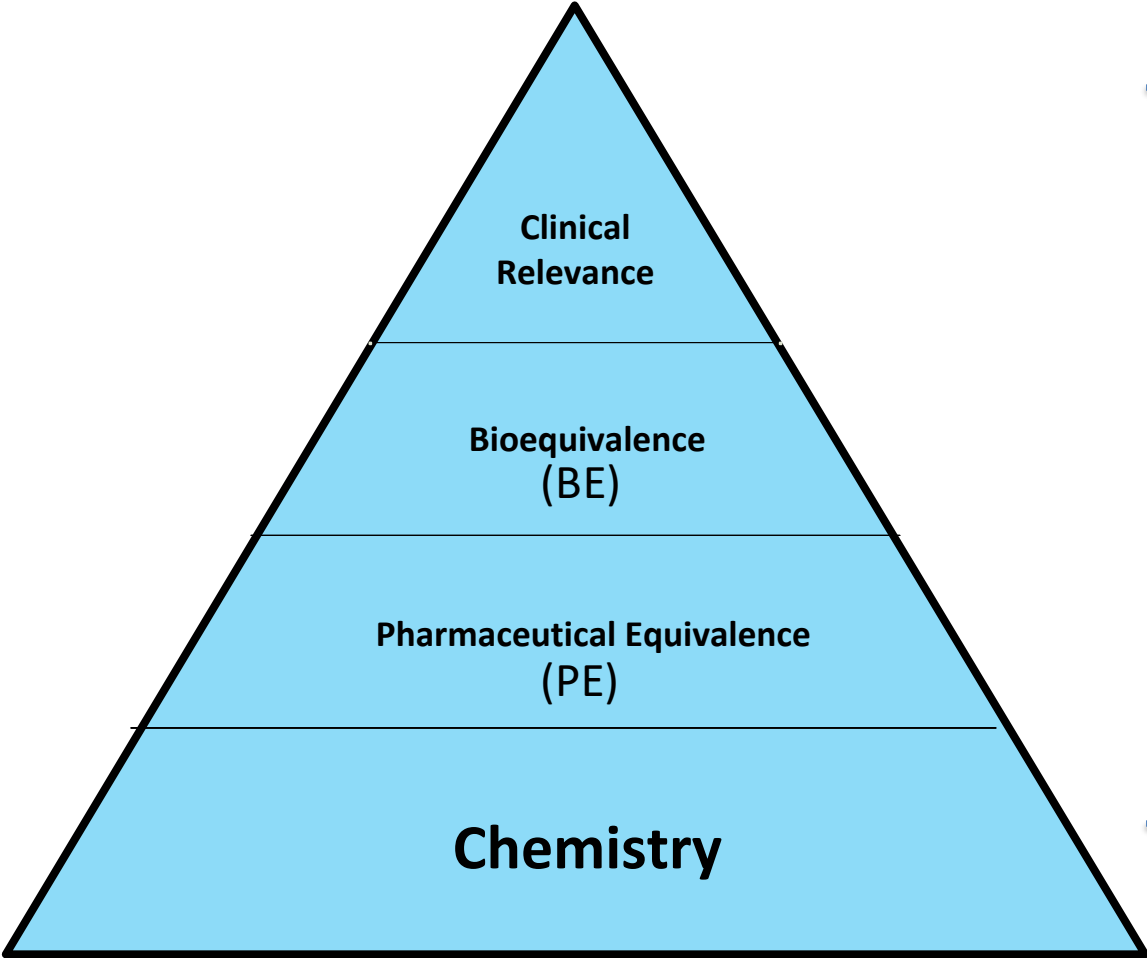 Clinical
Relevance
Bioequivalence
(BE)
Pharmaceutical Equivalence
(PE)
Chemistry